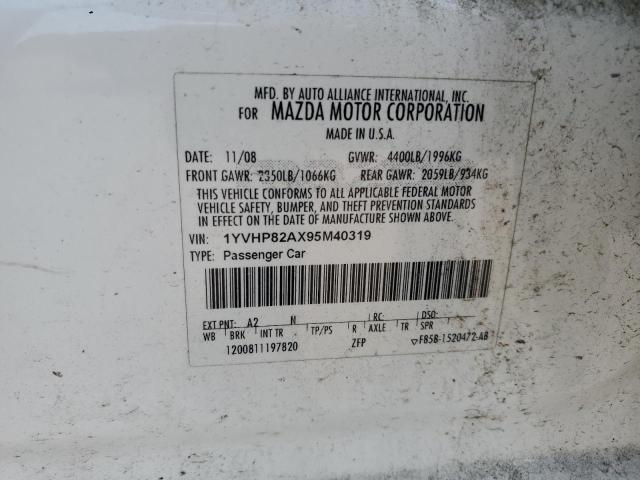 MFD. BY AUTO ALLIANCE INTERNATIONAL, INC.
FOR MAZDA MOTOR CORPORATION
MADE IN U.S.A.
DATE: 11/08 GVWR: 4400LB/1996KG
FRONT GAWR: 2350LB/1066KG REAR GAWR: 2059LB/934KG
THIS VEHICLE CONFORMS TO ALL APPLICABLE FEDERAL MOTOR
VEHICLE SAFETY, BUMPER, AND THEFT PREVENTION STANDARDS
IN EFFECT ON THE DATE OF MANUFACTURE SHOWN ABOVE.
VIN: 1YVHP82AX95M40319
TYPE: Passenger Car
EXT PNT: A2 N RC: DSO:
WB BRK INT TR TP/PS R AXLE TR SPR
1200811197820 ZFP ▽F85B-1520472-AB